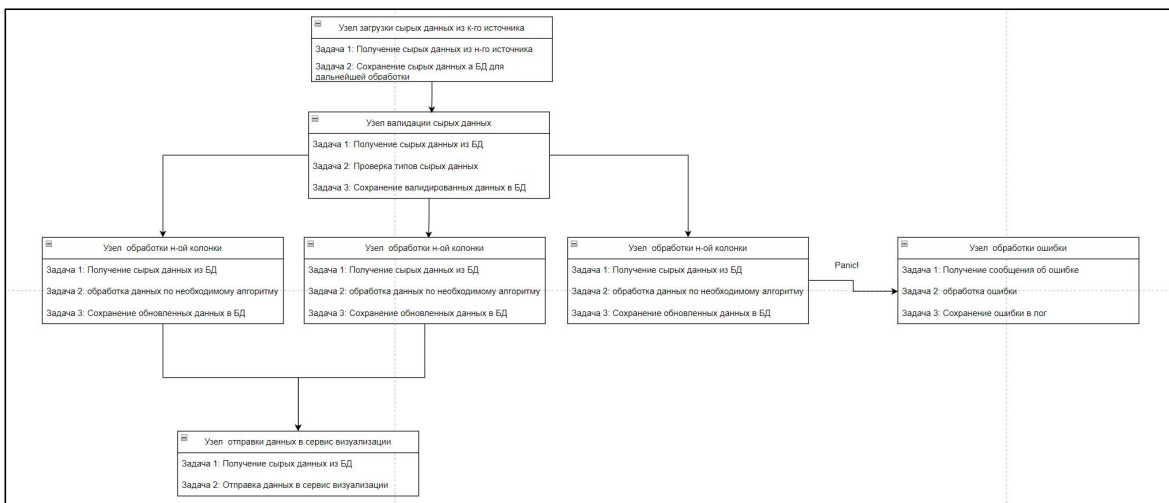 Узел загрузки сырых данных из к-го источника
Задача 1: Получение сырых данных из н-го источника
Задача 2: Сохранение сырых данных а БД для
дальнейшей обработки
Узел валидации сырых данных
Задача 1: Получение сырых данных из БД
Задача 2: Проверка типов сырых данных
Задача 3: Сохранение валидированных данных в БД
Узел обработки н-ой колонки
Задача 1: Получение сырых данных из БД
Задача 2: обработка данных по необходимому алгоритму
Задача 3: Сохранение обновленных данных в БД
Узел обработки н-ой колонки
Задача 1: Получение сырых данных из БД
Задача 2: обработка данных по необходимому алгоритму
Задача 3: Сохранение обновленных данных в БД
Узел обработки н-ой колонки
Задача 1: Получение сырых данных из БД
Задача 2: обработка данных по необходимому алгоритму
Задача 3: Сохранение обновленных данных в БД
Panic!
Узел обработки ошибки
Задача 1: Получение сообщения об ошибке
Задача 2: обработка ошибки
Задача 3: Сохранение ошибки в лог
Узел отправки данных в сервис визуализации
Задача 1: Получение сырых данных из БД
Задача 2: Отправка данных в сервис визуализации